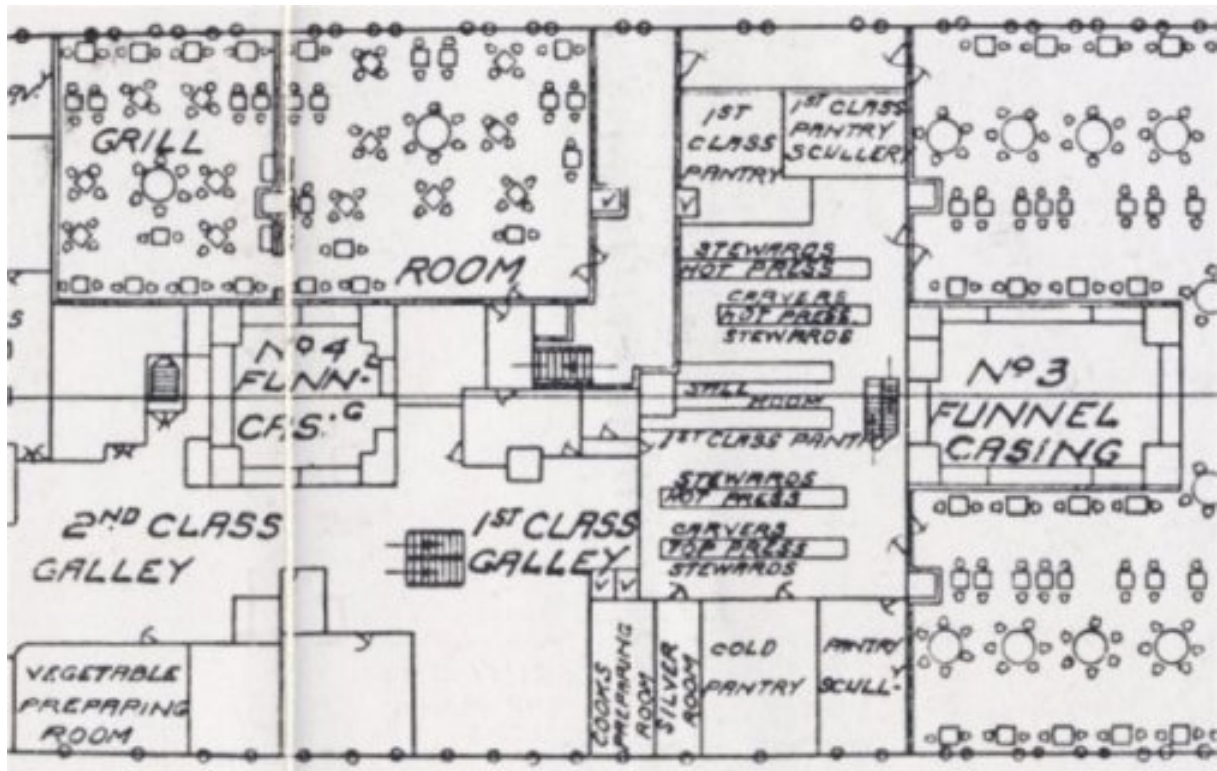 GRILL
ROOM
1ST
CLASS
PANTRY
1ST CLASS
PANTRY
SCULLERY
STEWARDS
HOT PRESS
CARVERS
HOT PRESS.
STEWARDS
STILL
ROOM
1ST CLASS PANTRY
STEWARDS
HOT PRESS
CARVERS
TOP PRESS
STEWARDS
Nº 4
FUNN-
CAS.'G
Nº 3
FUNNEL
CASING
2ND CLASS
GALLEY
1ST CLASS
GALLEY
VEGETABLE
PREPARING
ROOM
COOKS
PREPARING
ROOM
SILVER
ROOM
COLD
PANTRY
PANTRY
SCULL-Y